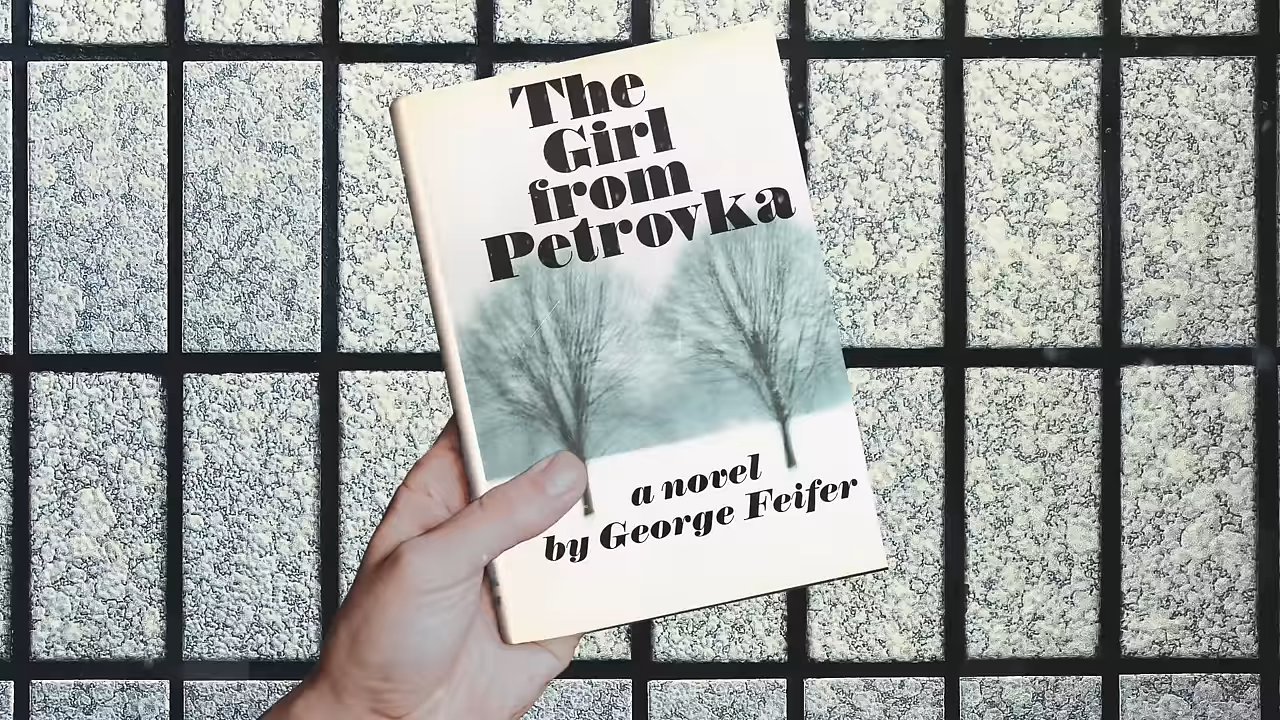 The
Girl
from
Petrovka
a novel
by George Feifer